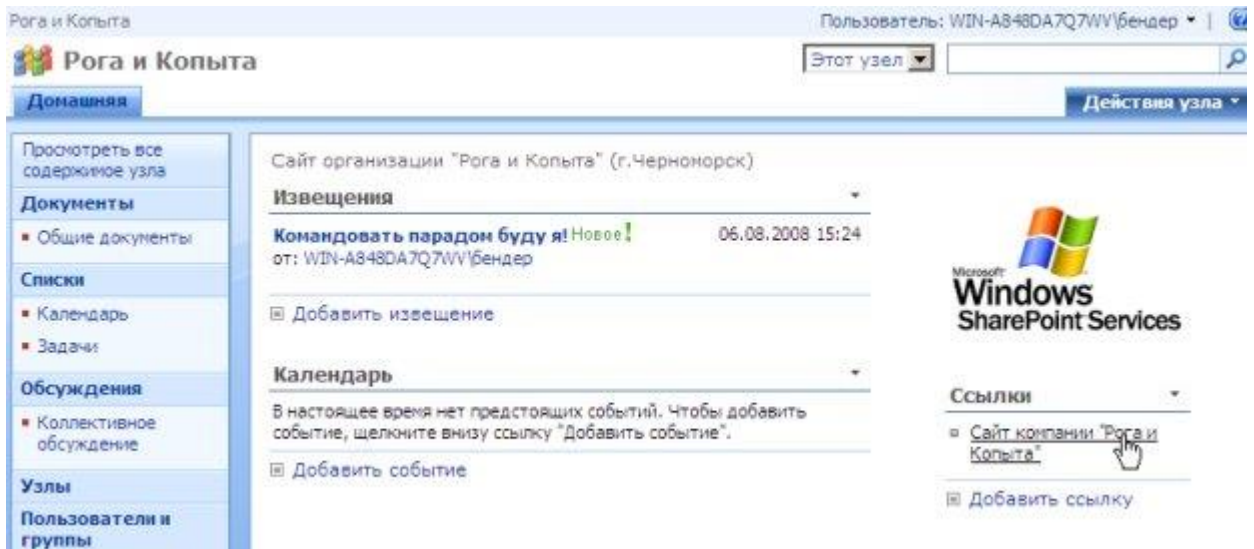 Рога и Копыта
Пользователь: WIN-A848DA7Q7WV\бендер
Рога и Копыта
Этот узел
Домашняя
Действия узла
Просмотреть все
содержимое узла
Документы
Общие документы
Списки
Календарь
Задачи
Обсуждения
Коллективное
обсуждение
Узлы
Пользователи и
группы
Сайт организации "Рога и Копыта" (г.Черноморск)
Извещения
Командовать парадом буду я! Новое! 06.08.2008 15:24
от: WIN-A848DA7Q7WV\бендер
Добавить извещение
Календарь
В настоящее время нет предстоящих событий. Чтобы добавить
событие, щелкните внизу ссылку "Добавить событие".
Добавить событие
Microsoft
Windows
SharePoint Services
Ссылки
Сайт компании "Рога и
Копыта"
Добавить ссылку